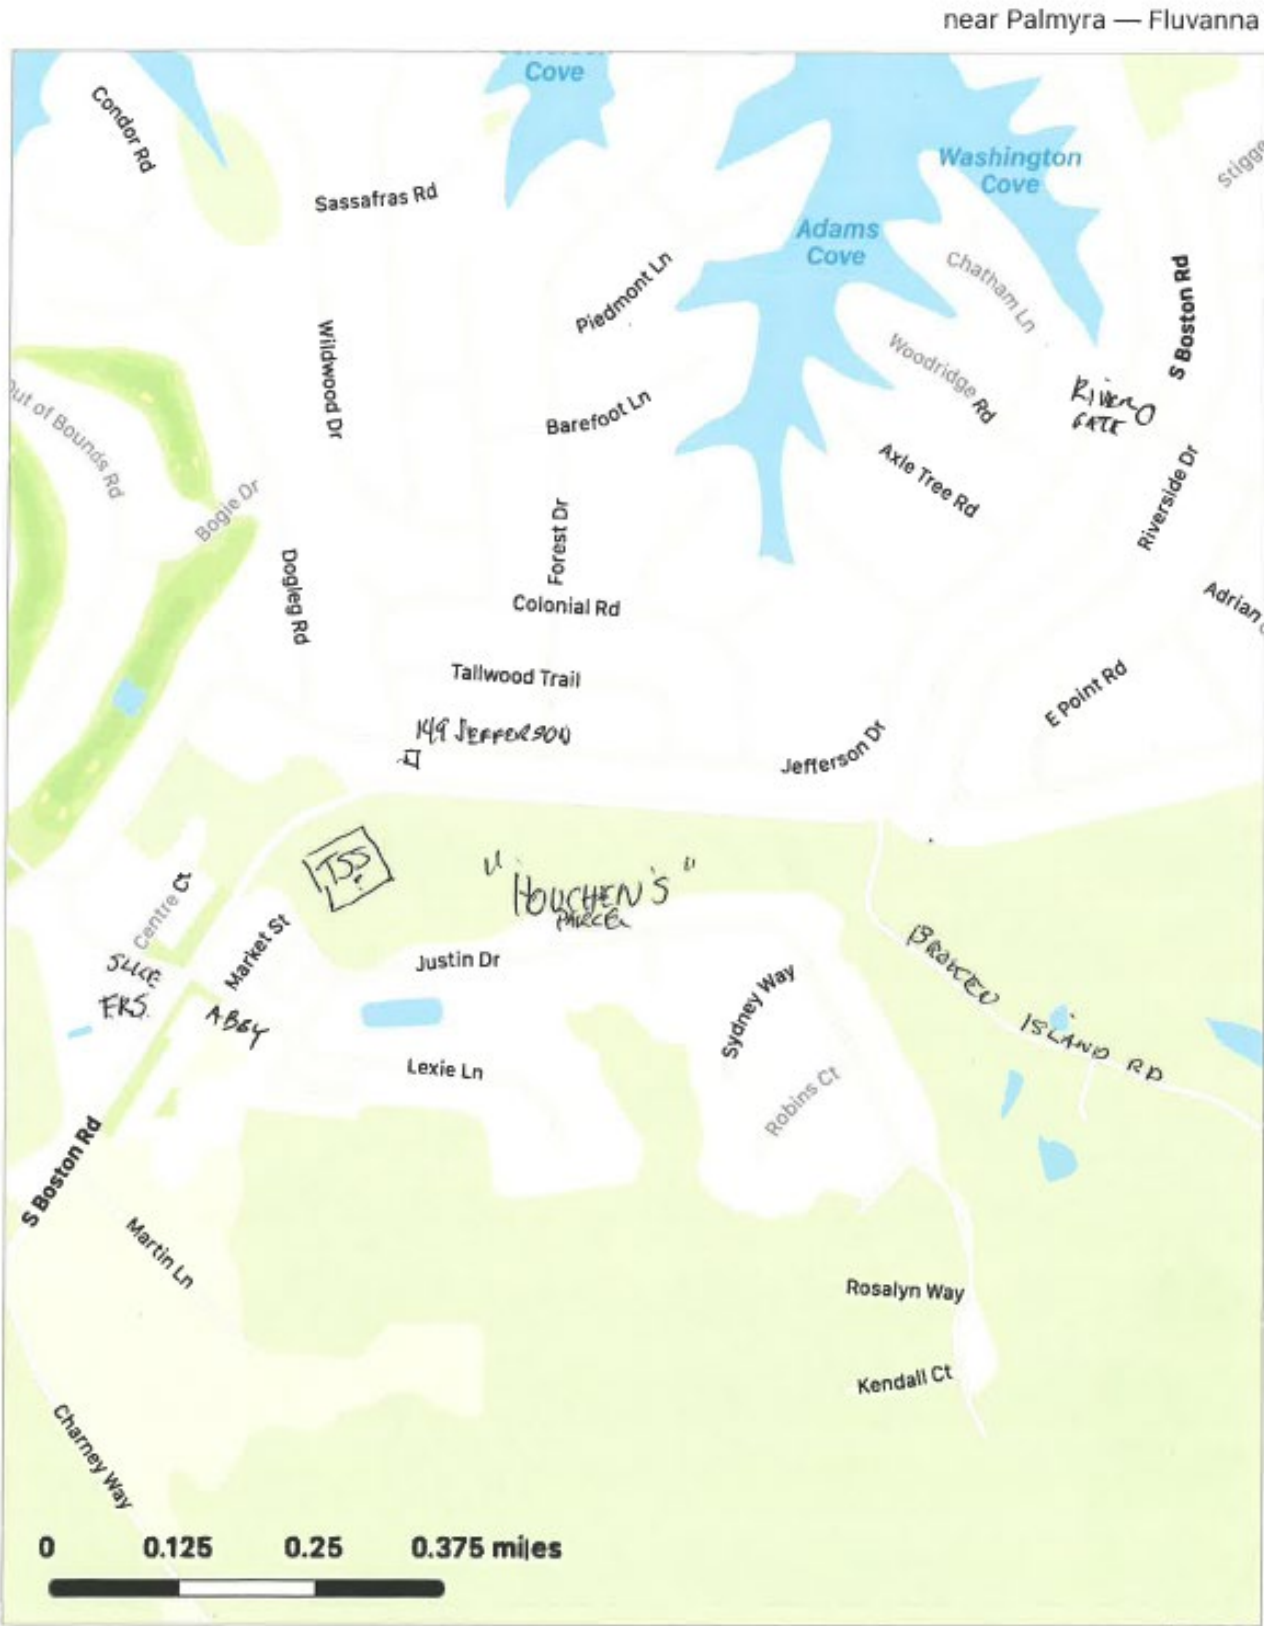 near Palmyra — Fluvanna
Cove
Condor Rd
Washington
Cove
Sassafras Rd
Adams
Cove
Piedmont Ln
Chatham Ln
S Boston Rd
Wildwood Dr
Woodridge Rd
Out of Bounds Rd
Barefoot Ln
GATE
Axle Tree Rd
Riverside Dr
Bogie Dr
Forest Dr
Dogleg Rd
Colonial Rd
Adrian
Tallwood Trail
E Point Rd
149 JEFFERSON
Jefferson Dr
TSS
"HOUCHEN'S"
PARCEL
Centre Ct
Market St
Justin Dr
BROKEN ISLAND RD
Sydney Way
ABBY
Lexie Ln
Robins Ct
S Boston Rd
Martin Ln
Rosalyn Way
Kendall Ct
Charney Way
0 0.125 0.25 0.375 miles